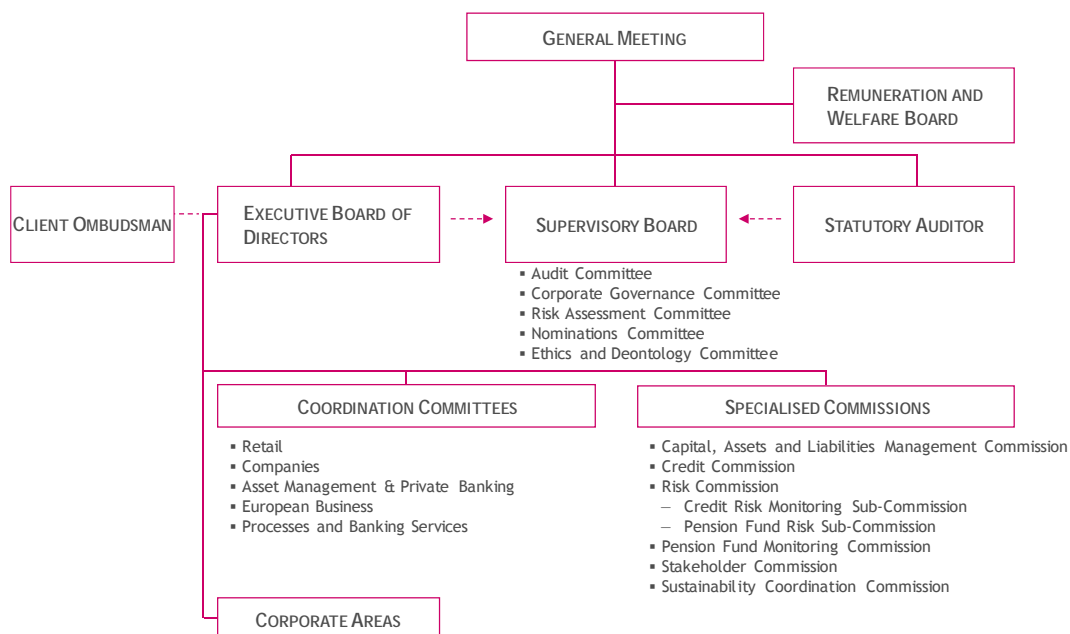 GENERAL MEETING
REMUNERATION AND
WELFARE BOARD
CLIENT OMBUDSMAN
EXECUTIVE BOARD OF
DIRECTORS
SUPERVISORY BOARD
STATUTORY AUDITOR
▪ Audit Committee
▪ Corporate Governance Committee
▪ Risk Assessment Committee
▪ Nominations Committee
▪ Ethics and Deontology Committee
COORDINATION COMMITTEES
▪ Retail
▪ Companies
▪ Asset Management & Private Banking
▪ European Business
▪ Processes and Banking Services
SPECIALISED COMMISSIONS
▪ Capital, Assets and Liabilities Management Commission
▪ Credit Commission
▪ Risk Commission
– Credit Risk Monitoring Sub-Commission
– Pension Fund Risk Sub-Commission
▪ Pension Fund Monitoring Commission
▪ Stakeholder Commission
▪ Sustainability Coordination Commission
CORPORATE AREAS